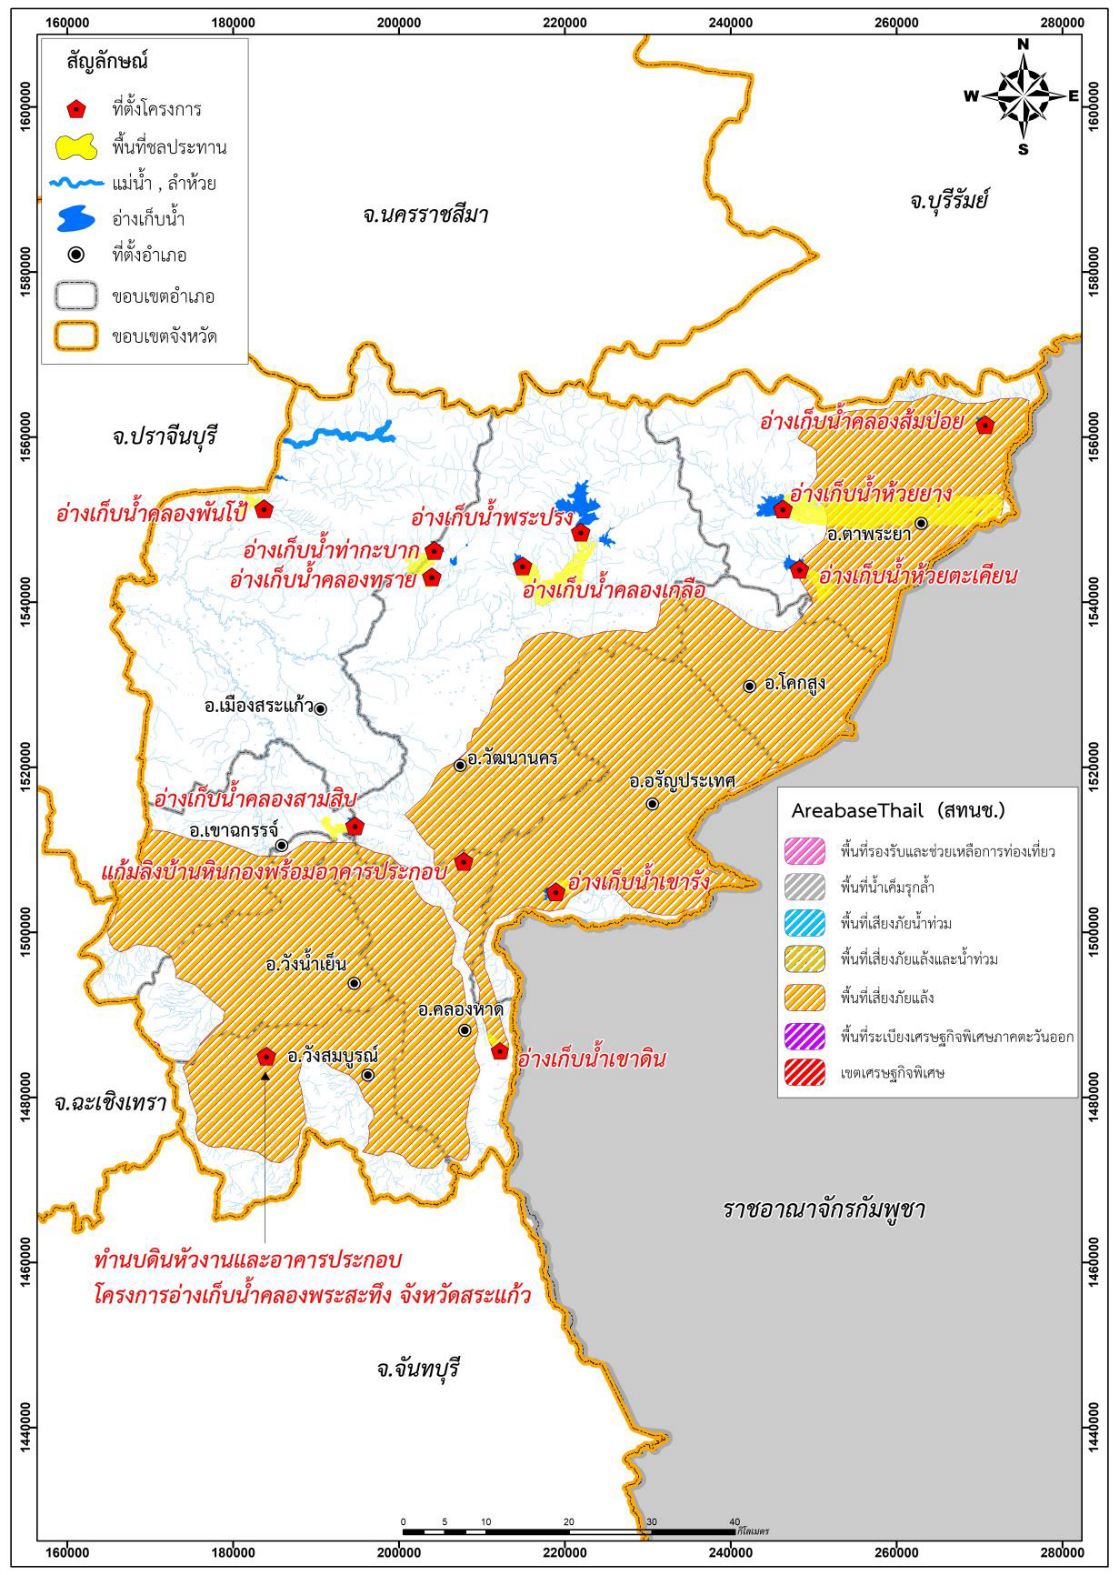 160000 180000 200000 220000 240000 260000 280000
สัญลักษณ์
ที่ตั้งโครงการ
พื้นที่ชลประทาน
แม่น้ำ , ลำห้วย
อ่างเก็บน้ำ
ที่ตั้งอำเภอ
ขอบเขตอำเภอ
ขอบเขตจังหวัด
N
W E
S
1600000
1580000
1560000
1540000
1520000
1500000
1480000
1460000
1440000
1600000
1580000
1560000
1540000
1520000
1500000
1480000
1460000
1440000
จ.นครราชสีมา
จ.บุรีรัมย์
จ.ปราจีนบุรี
อ่างเก็บน้ำคลองส้มป่อย
อ่างเก็บน้ำห้วยยาง
อ่างเก็บน้ำคลองพันโป้
อ่างเก็บน้ำพระปรง
อ.ตาพระยา
อ่างเก็บน้ำท่ากะบาก
อ่างเก็บน้ำคลองทราย
อ่างเก็บน้ำห้วยตะเคียน
อ่างเก็บน้ำคลองเกลือ
อ.โคกสูง
อ.เมืองสระแก้ว
อ.วัฒนานคร
อ.อรัญประเทศ
อ่างเก็บน้ำคลองสามสิบ
อ.เขาฉกรรจ์
แก้มลิงบ้านหินกองพร้อมอาคารประกอบ
อ่างเก็บน้ำเขารัง
อ.วังน้ำเย็น
อ.คลองหาด
อ.วังสมบูรณ์
อ่างเก็บน้ำเขาดิน
จ.ฉะเชิงเทรา
AreabaseThail (สทนช.)
พื้นที่รองรับและช่วยเหลือการท่องเที่ยว
พื้นที่น้ำเค็มรุกล้ำ
พื้นที่เสียงภัยน้ำท่วม
พื้นที่เสี่ยงภัยแล้งและน้ำท่วม
พื้นที่เสี่ยงภัยแล้ง
พื้นที่ระเบียงเศรษฐกิจพิเศษภาคตะวันออก
เขตเศรษฐกิจพิเศษ
ราชอาณาจักรกัมพูชา
ทำนบดินหัวงานและอาคารประกอบ
โครงการอ่างเก็บน้ำคลองพระสะทึง จังหวัดสระแก้ว
จ.จันทบุรี
0 5 10 20 30 40
กิโลเมตร
160000 180000 200000 220000 240000 260000 280000